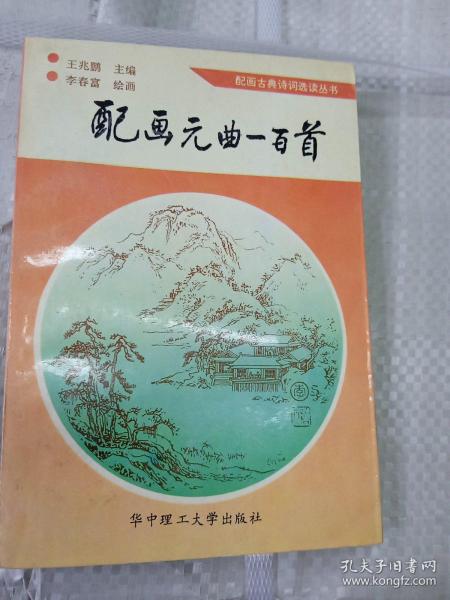 王兆鹏 主编
李春富 绘画
配画古典诗词选读丛书
配画元曲一百首
华中理工大学出版社
孔夫子旧书网
www.kongfz.com